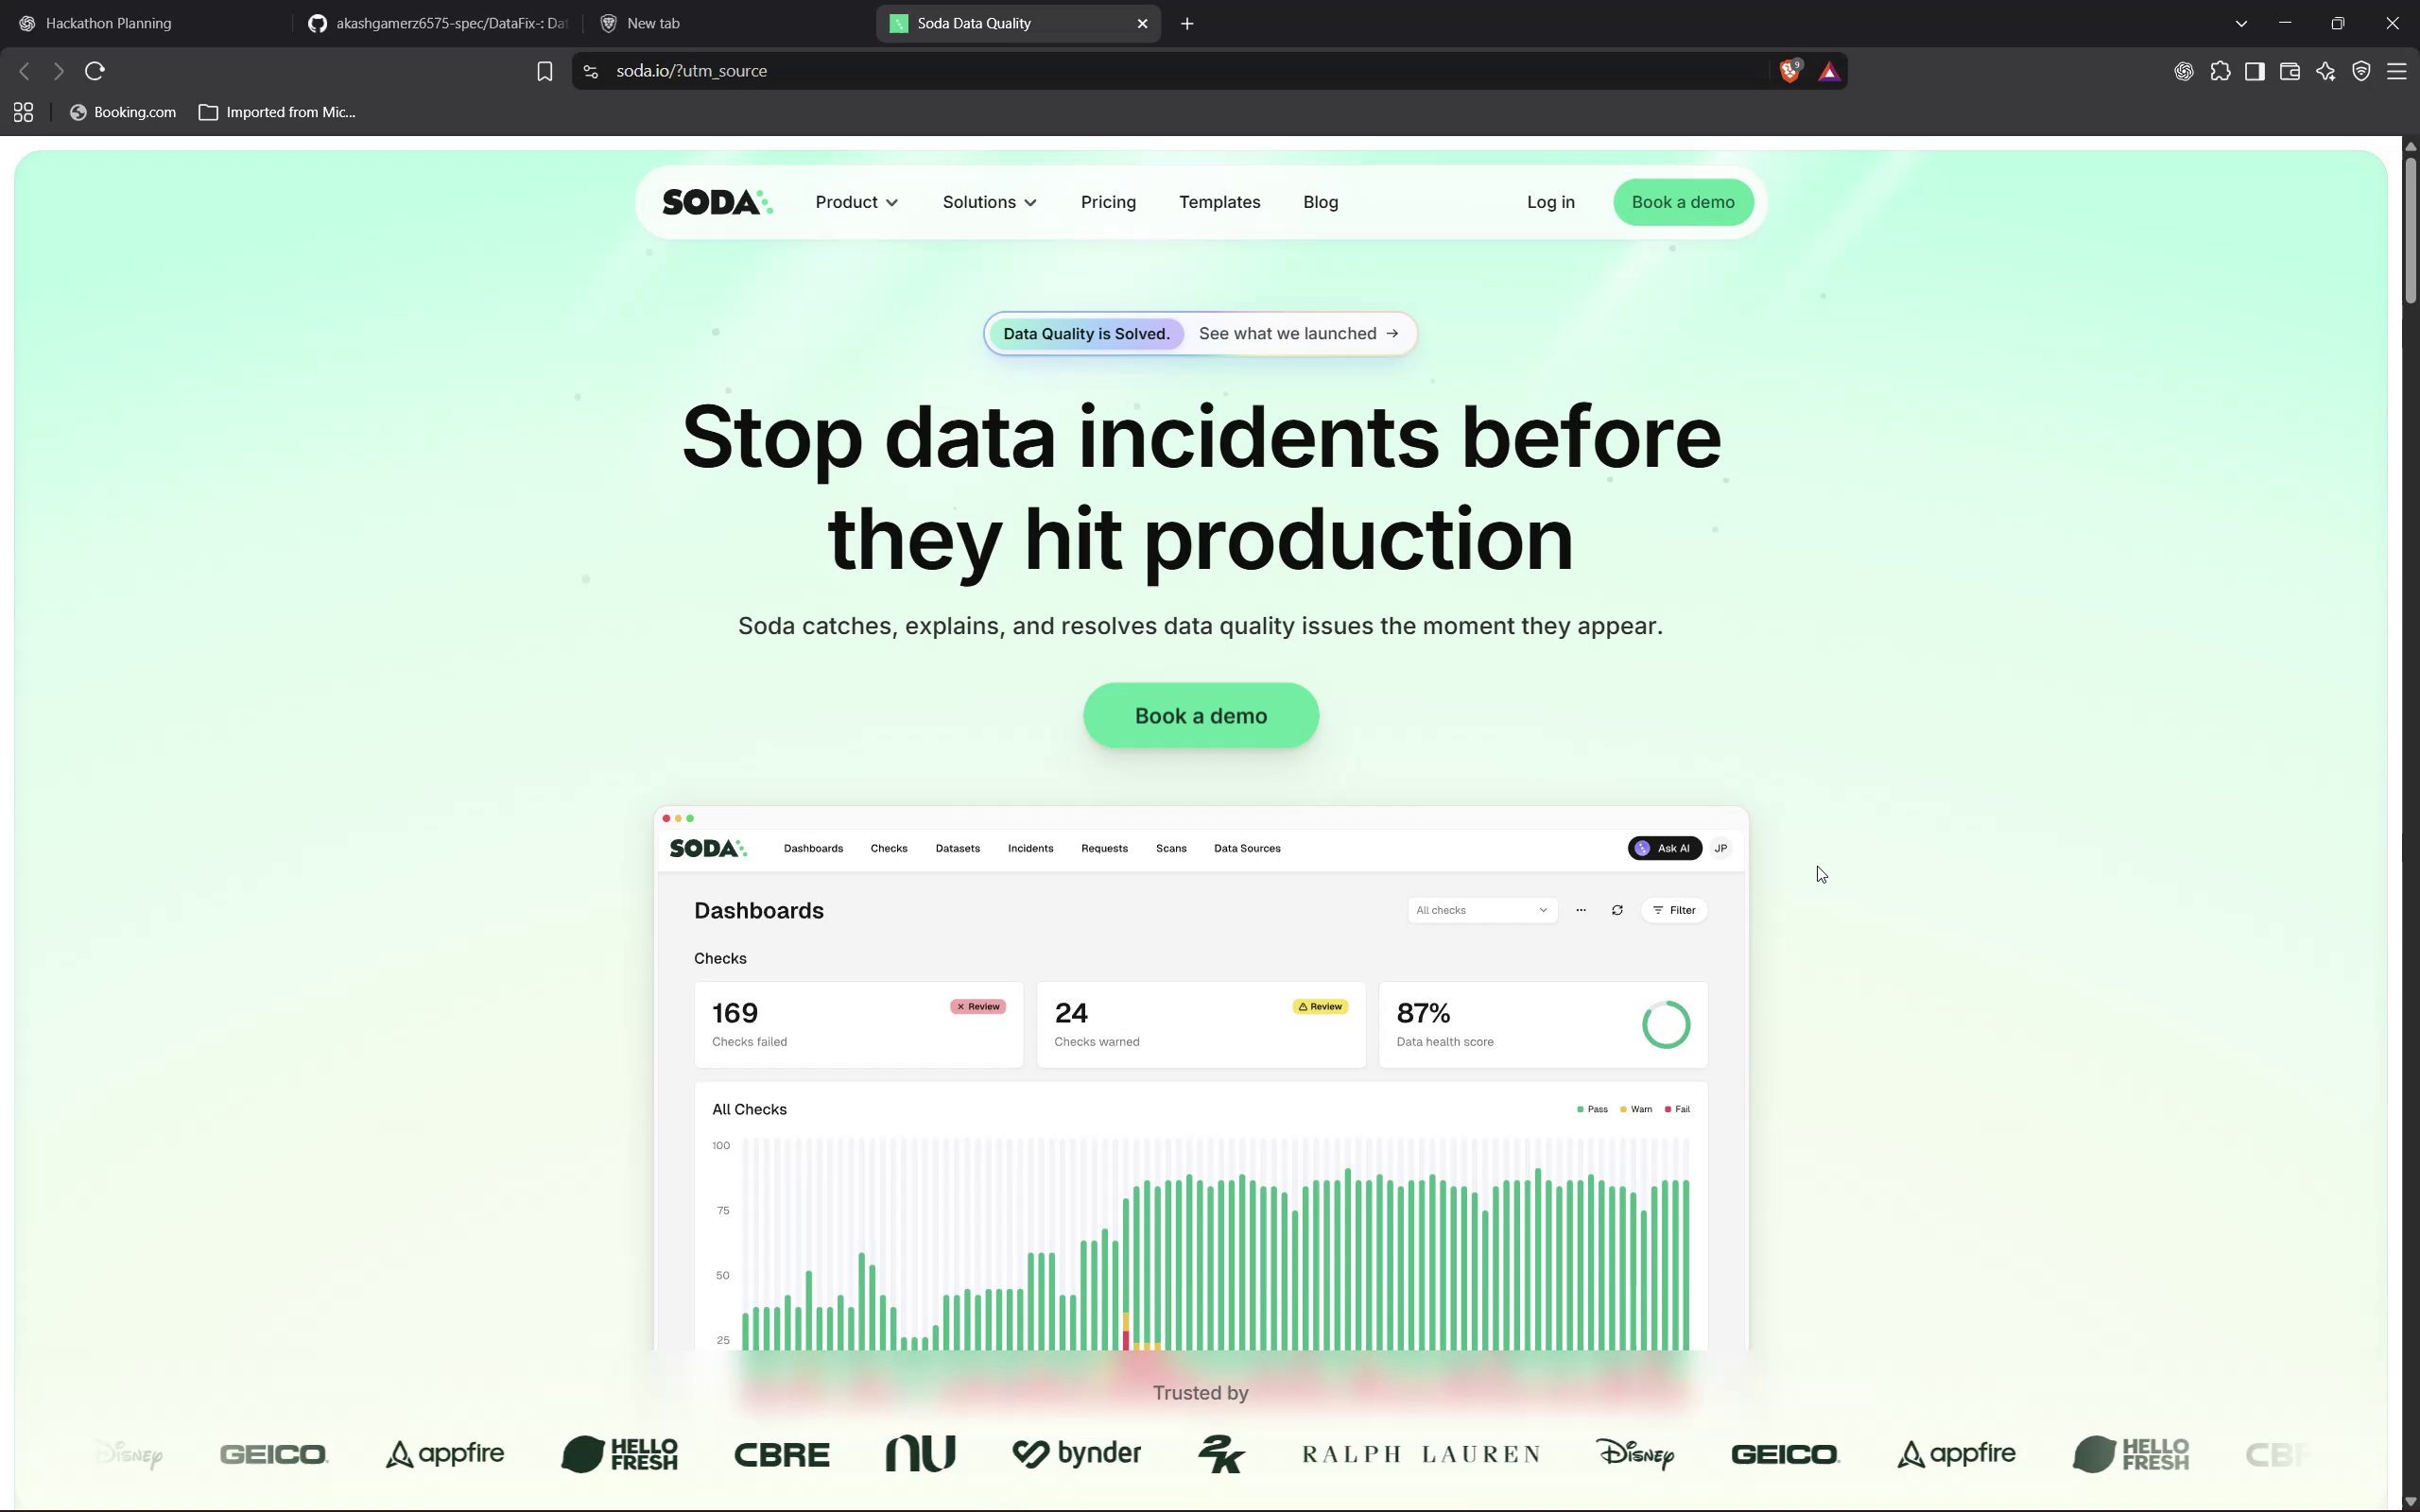 Hackathon Planning
akashgamerz6575-spec/DataFix-: Dat
New tab
Soda Data Quality
soda.io/?utm_source
9
Booking.com
Imported from Mic...
SODA
Product
Solutions
Pricing
Templates
Blog
Log in
Book a demo
Data Quality is Solved.
See what we launched →
Stop data incidents before
they hit production
Soda catches, explains, and resolves data quality issues the moment they appear.
Book a demo
SODA
Dashboards
Checks
Datasets
Incidents
Requests
Scans
Data Sources
Ask AI
JP
Dashboards
All checks
Filter
Checks
169
Review
Checks failed
24
Review
Checks warned
87%
Data health score
All Checks
Pass
Warn
Fail
100
75
50
25
Trusted by
Disney
GEICO.
appfire
HELLO
FRESH
CBRE
nu
bynder
2K
RALPH LAUREN
Disney
GEICO.
appfire
HELLO
FRESH
CBR